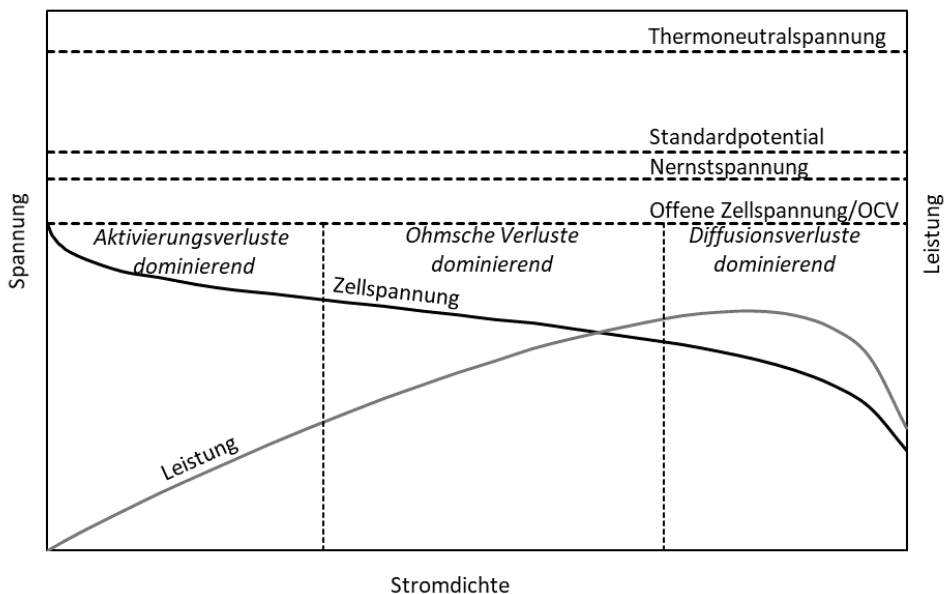 Thermoneutralspannung
Standardpotential
Nernstspannung
Offene Zellspannung/OCV
Aktivierungsverluste
dominierend
Ohmsche Verluste
dominierend
Diffusionsverluste
dominierend
Zellspannung
Leistung
Spannung
Leistung
Stromdichte